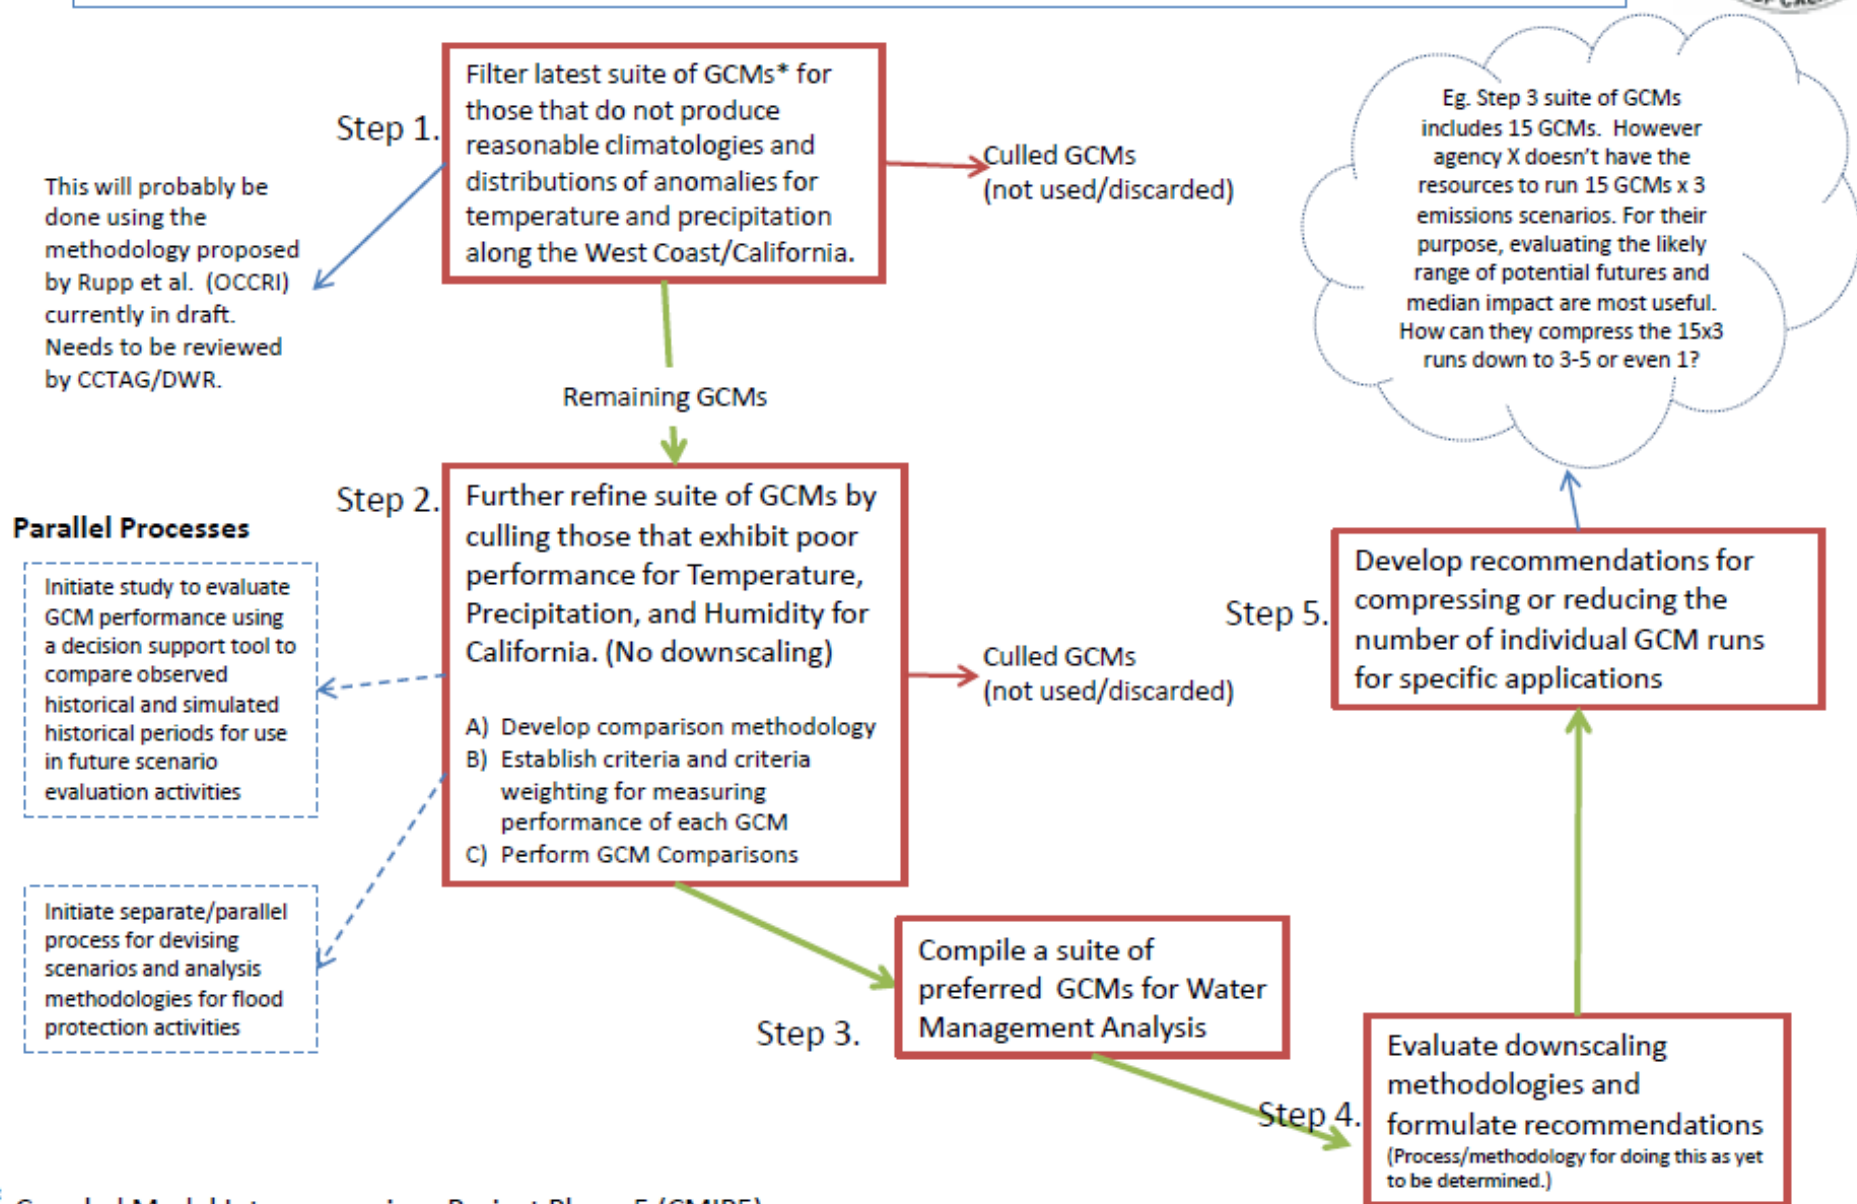 Step 1.
Filter latest suite of GCMs* for
those that do not produce
reasonable climatologies and
distributions of anomalies for
temperature and precipitation
along the West Coast/California.
Culled GCMs
(not used/discarded)
This will probably be
done using the
methodology proposed
by Rupp et al.  (OCCRI)
currently in draft.
Needs to be reviewed
by CCTAG/DWR.
Remaining GCMs
Eg. Step 3 suite of GCMs
includes 15 GCMs.  However
agency X doesn’t have the
resources to run 15 GCMs x 3
emissions scenarios. For their
purpose, evaluating the likely
range of potential futures and
median impact are most useful.
How can they compress the 15x3
runs down to 3-5 or even 1?
Step 2.
Further refine suite of GCMs by
culling those that exhibit poor
performance for Temperature,
Precipitation, and Humidity for
California. (No downscaling)
A) Develop comparison methodology
B) Establish criteria and criteria
weighting for measuring
performance of each GCM
C) Perform GCM Comparisons
Culled GCMs
(not used/discarded)
Parallel Processes
Initiate study to evaluate
GCM performance using
a decision support tool to
compare observed
historical and simulated
historical periods for use
in future scenario
evaluation activities
Initiate separate/parallel
process for devising
scenarios and analysis
methodologies for flood
protection activities
Step 3.
Compile a suite of
preferred  GCMs for Water
Management Analysis
Step 4.
Evaluate downscaling
methodologies and
formulate recommendations
(Process/methodology for doing this as yet
to be determined.)
Step 5.
Develop recommendations for
compressing or reducing the
number of individual GCM runs
for specific applications